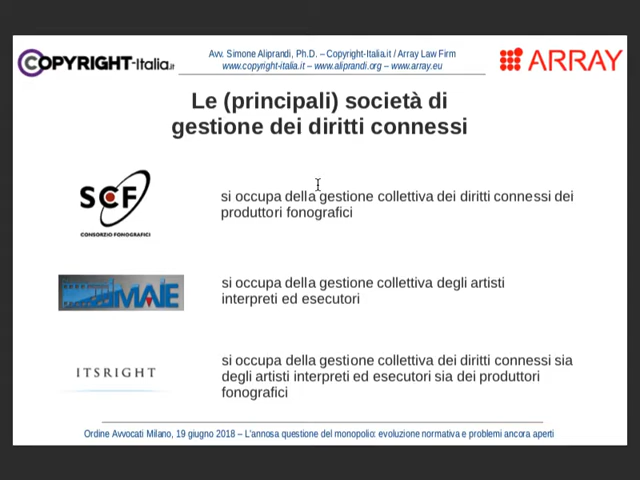 COPYRIGHT-Italia.it
Avv. Simone Aliprandi, Ph.D. – Copyright-Italia.it / Array Law Firm
www.copyright-italia.it – www.aliprandi.org – www.array.eu
ARRAY
Le (principali) società di
gestione dei diritti connessi
SCF
CONSORZIO FONOGRAFICI
si occupa della gestione collettiva dei diritti connessi dei
produttori fonografici
IMAIE
si occupa della gestione collettiva degli artisti
interpreti ed esecutori
ITSRIGHT
si occupa della gestione collettiva dei diritti connessi sia
degli artisti interpreti ed esecutori sia dei produttori
fonografici
Ordine Avvocati Milano, 19 giugno 2018 – L'annosa questione del monopolio: evoluzione normativa e problemi ancora aperti